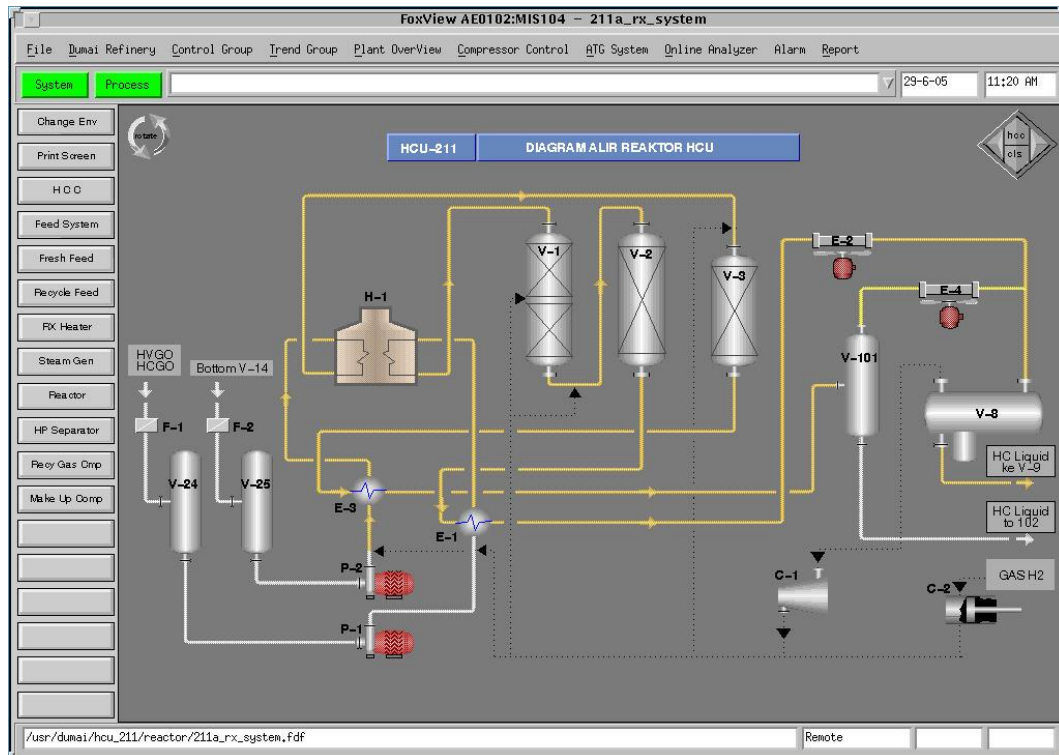 FoxView AE0102:MIS104 - 211a_rx_system
File Dumai Refinery Control Group Trend Group Plant OverView Compressor Control ATG System Online Analyzer Alarm Report
System Process 29-6-05 11:20 AM
Change Env
Print Screen
H C C
Feed System
Fresh Feed
Recycle Feed
RX Heater
Steam Gen
Reactor
HP Separator
Recy Gas Cmp
Make Up Comp
rotate
HCU-211 DIAGRAM ALIR REAKTOR HCU
hcc
cls
E-2
V-1
V-2
V-3
E-4
H-1
V-101
HVGO
HCGO
Bottom V-14
V-8
F-1
F-2
HC Liquid
ke V-9
V-24
V-25
E-3
E-1
HC Liquid
to 102
P-2
C-1
C-2
GAS H2
P-1
/usr/dumai/hcu_211/reactor/211a_rx_system.fdf Remote